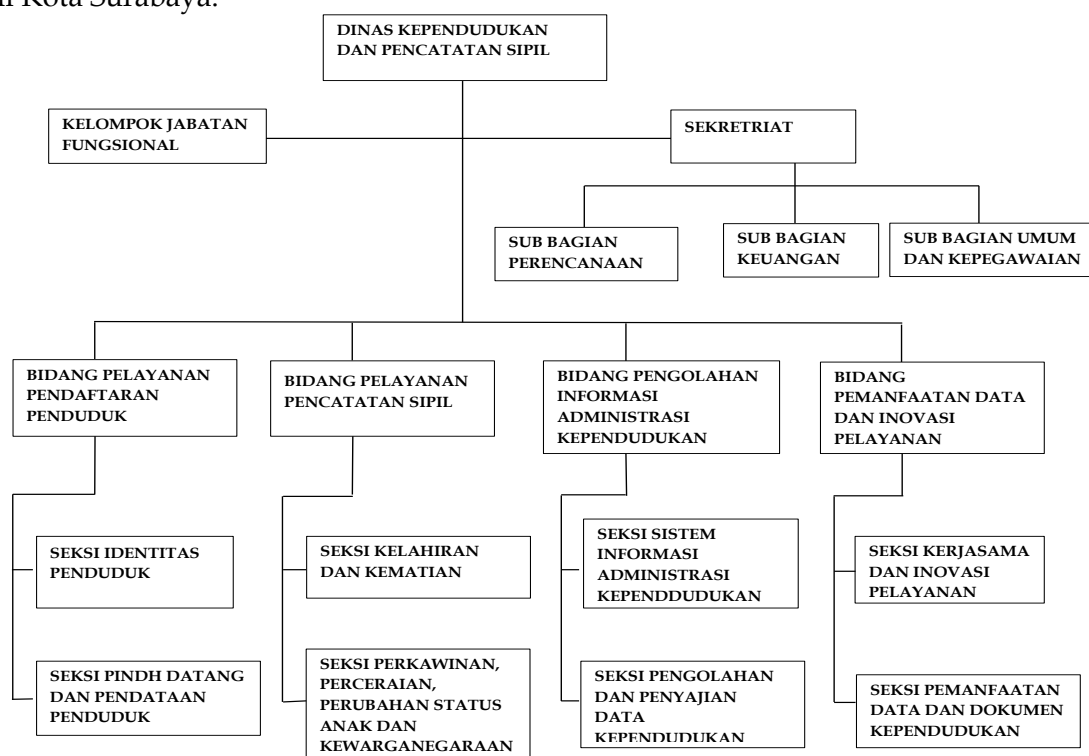 Kota Surabaya.
DINAS KEPENDUDUKAN
DAN PENCATATAN SIPIL
KELOMPOK JABATAN
FUNGSIONAL
SEKRETRIAT
SUB BAGIAN
PERENCANAAN
SUB BAGIAN
KEUANGAN
SUB BAGIAN UMUM
DAN KEPEGAWAIAN
BIDANG PELAYANAN
PENDAFTARAN
PENDUDUK
BIDANG PELAYANAN
PENCATATAN SIPIL
BIDANG PENGOLAHAN
INFORMASI
ADMINISTRASI
KEPENDUDUKAN
BIDANG
PEMANFAATAN DATA
DAN INOVASI
PELAYANAN
SEKSI IDENTITAS
PENDUDUK
SEKSI KELAHIRAN
DAN KEMATIAN
SEKSI SISTEM
INFORMASI
ADMINISTRASI
KEPENDDUDUKAN
SEKSI KERJASAMA
DAN INOVASI
PELAYANAN
SEKSI PINDH DATANG
DAN PENDATAAN
PENDUDUK
SEKSI PERKAWINAN,
PERCERAIAN,
PERUBAHAN STATUS
ANAK DAN
KEWARGANEGARAAN
SEKSI PENGOLAHAN
DAN PENYAJIAN
DATA
KEPENDUDUKAN
SEKSI PEMANFAATAN
DATA DAN DOKUMEN
KEPENDUDUKAN